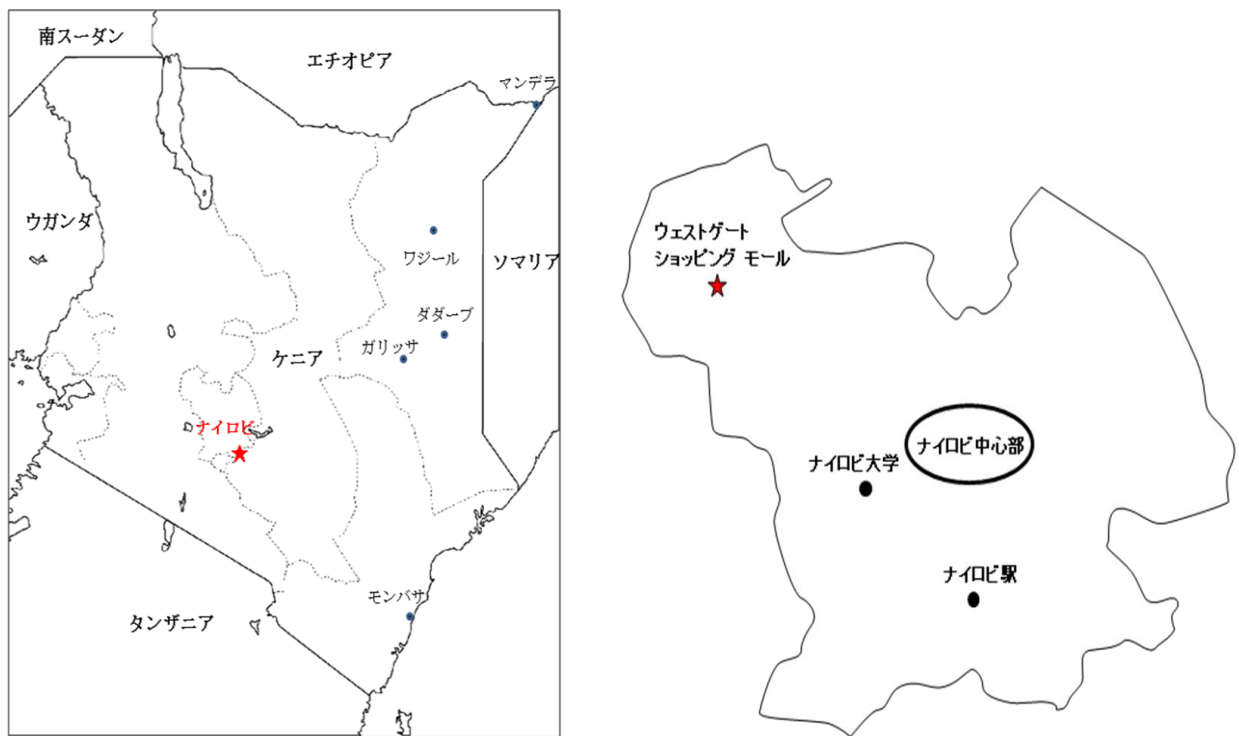 南スーダン
エチオピア
マンデラ
ウガンダ
ワジール
ソマリア
ダダーブ
ガリッサ
ケニア
ナイロビ
モンバサ
タンザニア
ウェストゲート
ショッピング モール
ナイロビ中心部
ナイロビ大学
ナイロビ駅